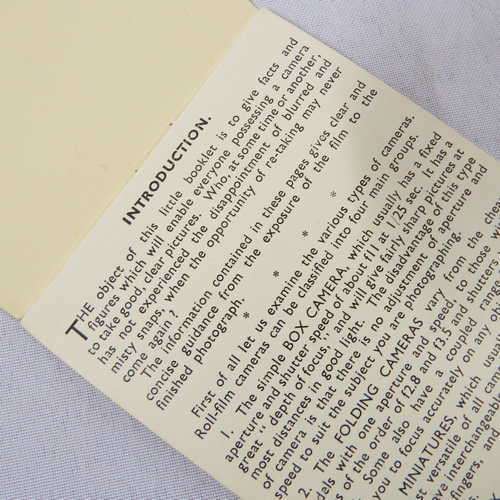 INTRODUCTION.
THE object of this little booklet is to give facts and
figures which will enable everyone possessing a camera
to take good, clear pictures. Who, at some time or another,
has not experienced the disappointment of blurred and
misty snaps, when the opportunity of re-taking may never
come again?
The information contained in these pages gives clear and
concise guidance from the exposure of the film to the
finished photograph.
* * * *
First of all let us examine the various types of cameras.
Roll-film cameras can be classified into four main groups.
1. The simple BOX CAMERA, which usually has a fixed
aperture and shutter speed of about f11 at 1/25 sec. It has
great "depth of focus," and will give fairly sharp pictures at
most distances in good light. The disadvantage of this type
of camera is that there is no adjustment of aperture and
speed to suit the subject you are photographing.
2. The FOLDING CAMERAS vary from the
with one aperture and speed, to those
of the order of f2.8 and f3.5 and shutter
Some also have a coupled
you to focus accurately on any
MINIATURES, which
versatile of all
interchange